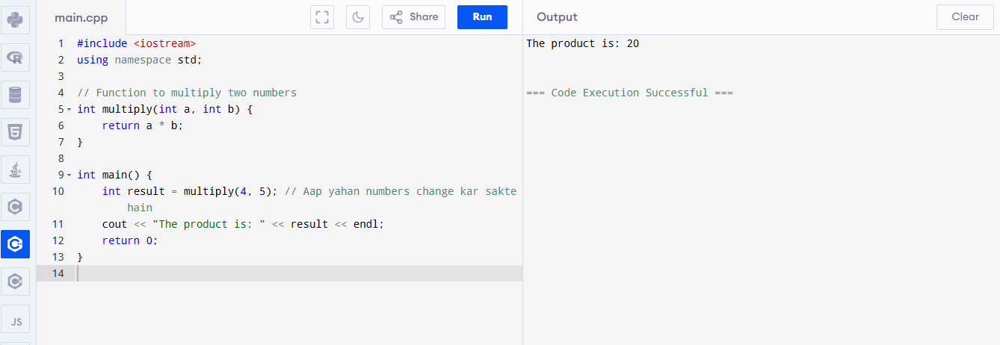 main.cpp
Share
Run
Output
Clear
1 #include <iostream>
2 using namespace std;
3
4 // Function to multiply two numbers
5 int multiply(int a, int b) {
6 return a * b;
7 }
8
9 int main() {
10 int result = multiply(4, 5); // Aap yahan numbers change kar sakte
hain
11 cout << "The product is: " << result << endl;
12 return 0;
13 }
14
The product is: 20
=== Code Execution Successful ===
R
5
C
C
C
JS